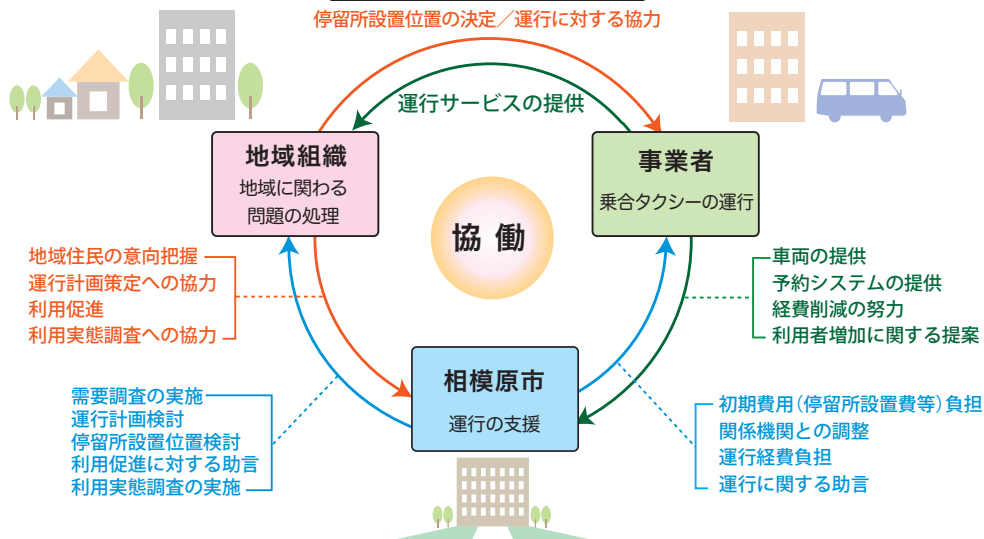 停留所設置位置の決定／運行に対する協力
運行サービスの提供
地域組織
地域に関わる
問題の処理
事業者
乗合タクシーの運行
協働
地域住民の意向把握
運行計画策定への協力
利用促進
利用実態調査への協力
車両の提供
予約システムの提供
経費削減の努力
利用者増加に関する提案
相模原市
運行の支援
需要調査の実施
運行計画検討
停留所設置位置検討
利用促進に対する助言
利用実態調査の実施
初期費用（停留所設置費等）負担
関係機関との調整
運行経費負担
運行に関する助言